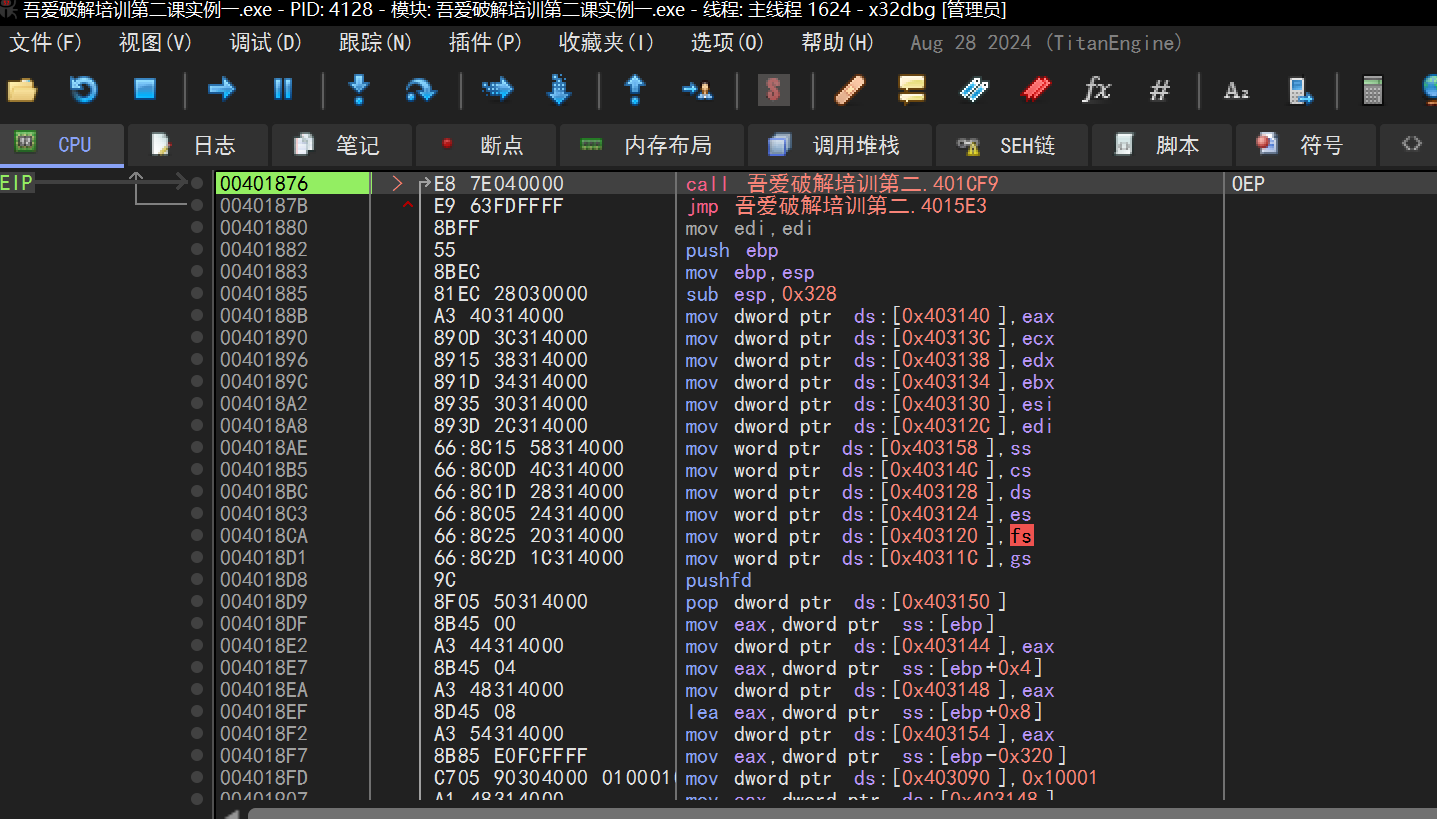 吾爱破解培训第二课实例一.exe - PID: 4128 - 模块: 吾爱破解培训第二课实例一.exe - 线程: 主线程 1624 - x32dbg [管理员]
文件(F) 视图(V) 调试(D) 跟踪(N) 插件(P) 收藏夹(I) 选项(O) 帮助(H) Aug 28 2024 (TitanEngine)
CPU 日志 笔记 断点 内存布局 调用堆栈 SEH链 脚本 符号
EIP 00401876 E8 7E040000 call 吾爱破解培训第二.401CF9 OEP
0040187B E9 63FDFFFF jmp 吾爱破解培训第二.4015E3
00401880 8BFF mov edi,edi
00401882 55 push ebp
00401883 8BEC mov ebp,esp
00401885 81EC 28030000 sub esp,0x328
0040188B A3 40314000 mov dword ptr ds:[0x403140],eax
00401890 890D 3C314000 mov dword ptr ds:[0x40313C],ecx
00401896 8915 38314000 mov dword ptr ds:[0x403138],edx
0040189C 891D 34314000 mov dword ptr ds:[0x403134],ebx
004018A2 8935 30314000 mov dword ptr ds:[0x403130],esi
004018A8 893D 2C314000 mov dword ptr ds:[0x40312C],edi
004018AE 66:8C15 58314000 mov word ptr ds:[0x403158],ss
004018B5 66:8C0D 4C314000 mov word ptr ds:[0x40314C],cs
004018BC 66:8C1D 28314000 mov word ptr ds:[0x403128],ds
004018C3 66:8C05 24314000 mov word ptr ds:[0x403124],es
004018CA 66:8C25 20314000 mov word ptr ds:[0x403120],fs
004018D1 66:8C2D 1C314000 mov word ptr ds:[0x40311C],gs
004018D8 9C pushfd
004018D9 8F05 50314000 pop dword ptr ds:[0x403150]
004018DF 8B45 00 mov eax,dword ptr ss:[ebp]
004018E2 A3 44314000 mov dword ptr ds:[0x403144],eax
004018E7 8B45 04 mov eax,dword ptr ss:[ebp+0x4]
004018EA A3 48314000 mov dword ptr ds:[0x403148],eax
004018EF 8D45 08 lea eax,dword ptr ss:[ebp+0x8]
004018F2 A3 54314000 mov dword ptr ds:[0x403154],eax
004018F7 8B85 E0FCFFFF mov eax,dword ptr ss:[ebp-0x320]
004018FD C705 90304000 010001 mov dword ptr ds:[0x403090],0x10001
00401907 A1 48314000 mov eax,dword ptr ds:[0x403148]